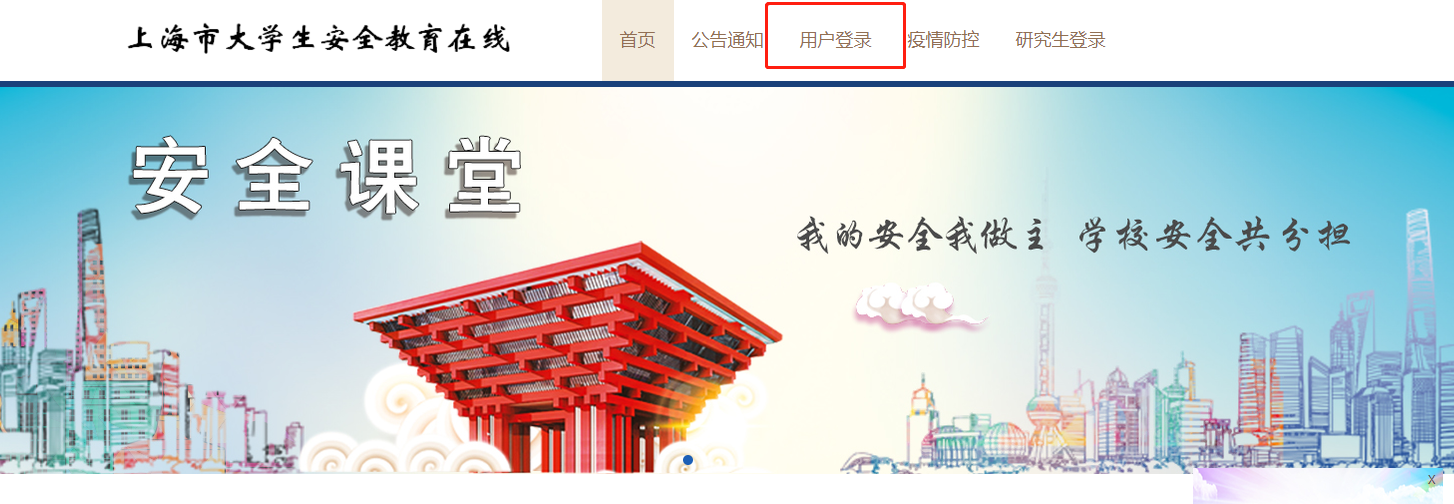 上海市大学生安全教育在线
首页 公告通知 用户登录 疫情防控 研究生登录
安全课堂
我的安全我做主 学校安全共分担
X